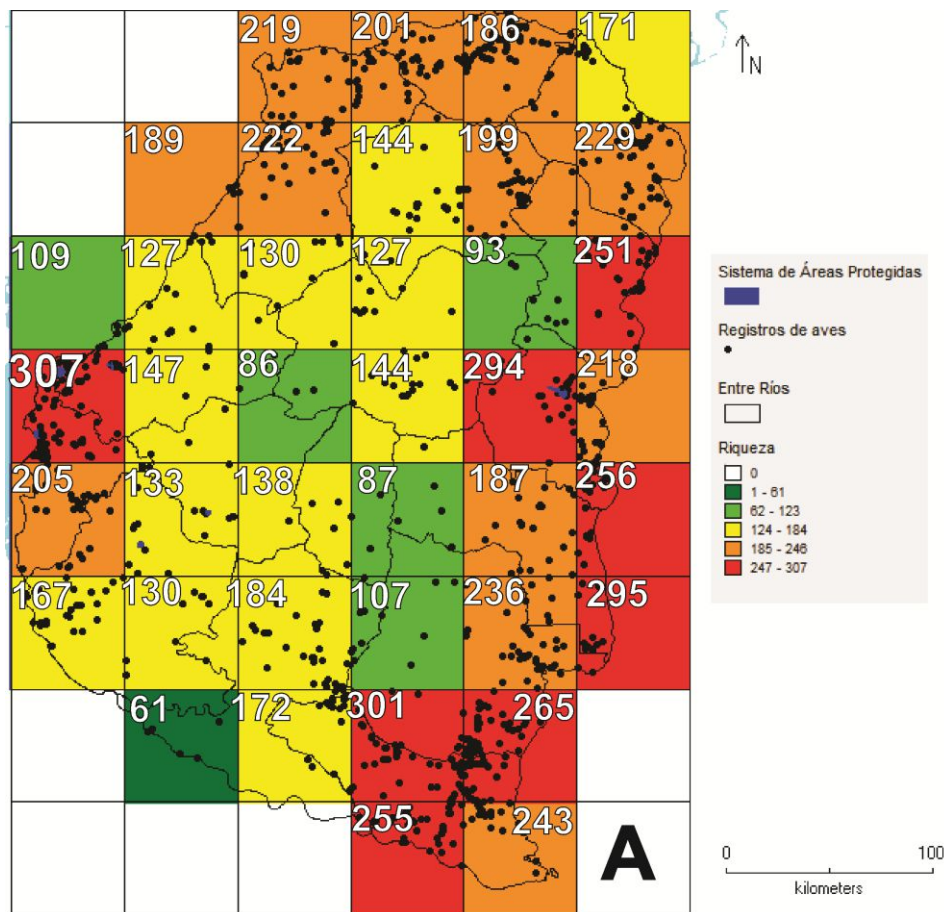 219 201 186 171
N
189 222 144 199 229
109 127 130 127 93 251
307 147 86 144 294 218
205 133 138 87 187 256
167 130 184 107 236 295
61 172 301 265
255 243
A
Sistema de Áreas Protegidas
Registros de aves
Entre Ríos
Riqueza
0
1 - 61
62 - 123
124 - 184
185 - 246
247 - 307
0 100
kilometers